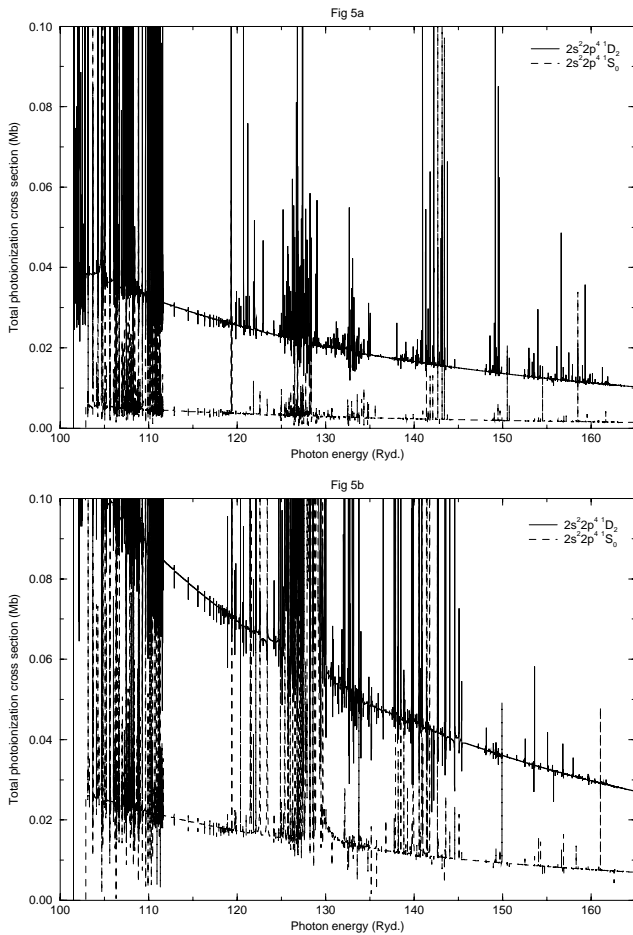 Fig 5a
0.10
0.08
0.06
0.04
0.02
0.00
Total photoionization cross section (Mb)
2s²2p⁴ ¹D₂
2s²2p⁴ ¹S₀
100 110 120 130 140 150 160
Photon energy (Ryd.)
Fig 5b
0.10
0.08
0.06
0.04
0.02
0.00
Total photoionization cross section (Mb)
2s²2p⁴ ¹D₂
2s²2p⁴ ¹S₀
100 110 120 130 140 150 160
Photon energy (Ryd.)